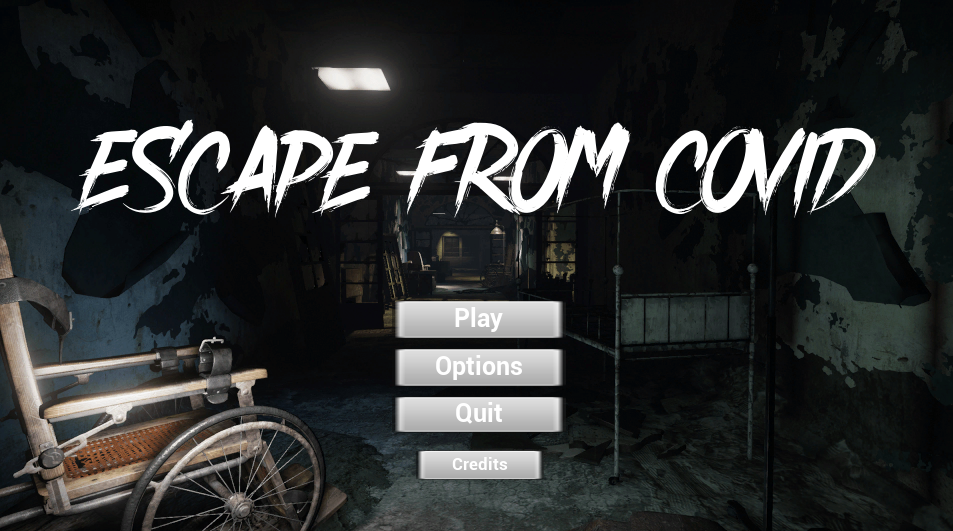 ESCAPE FROM COVID
Play
Options
Quit
Credits